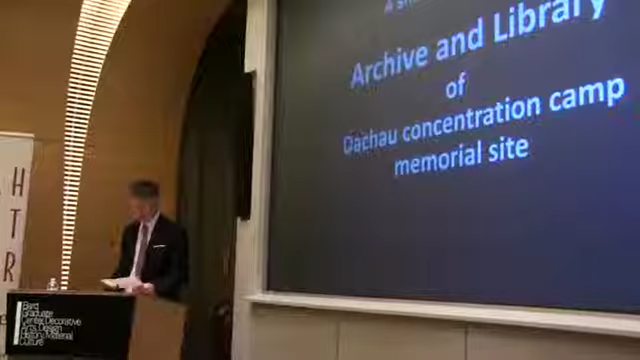 Archive and Library
of
Dachau concentration camp
memorial site
H
T
R
Bard
Graduate
Center Decorative
Arts, Design
History, Material
Culture